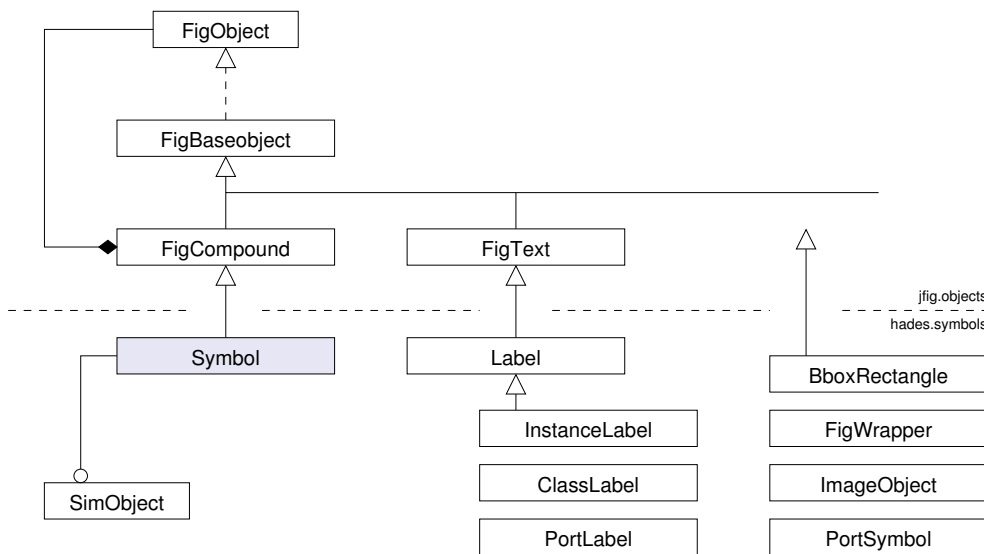 FigObject
FigBaseobject
FigCompound
FigText
jfig.objects
hades.symbols
Symbol
Label
BboxRectangle
InstanceLabel
FigWrapper
ClassLabel
ImageObject
SimObject
PortLabel
PortSymbol